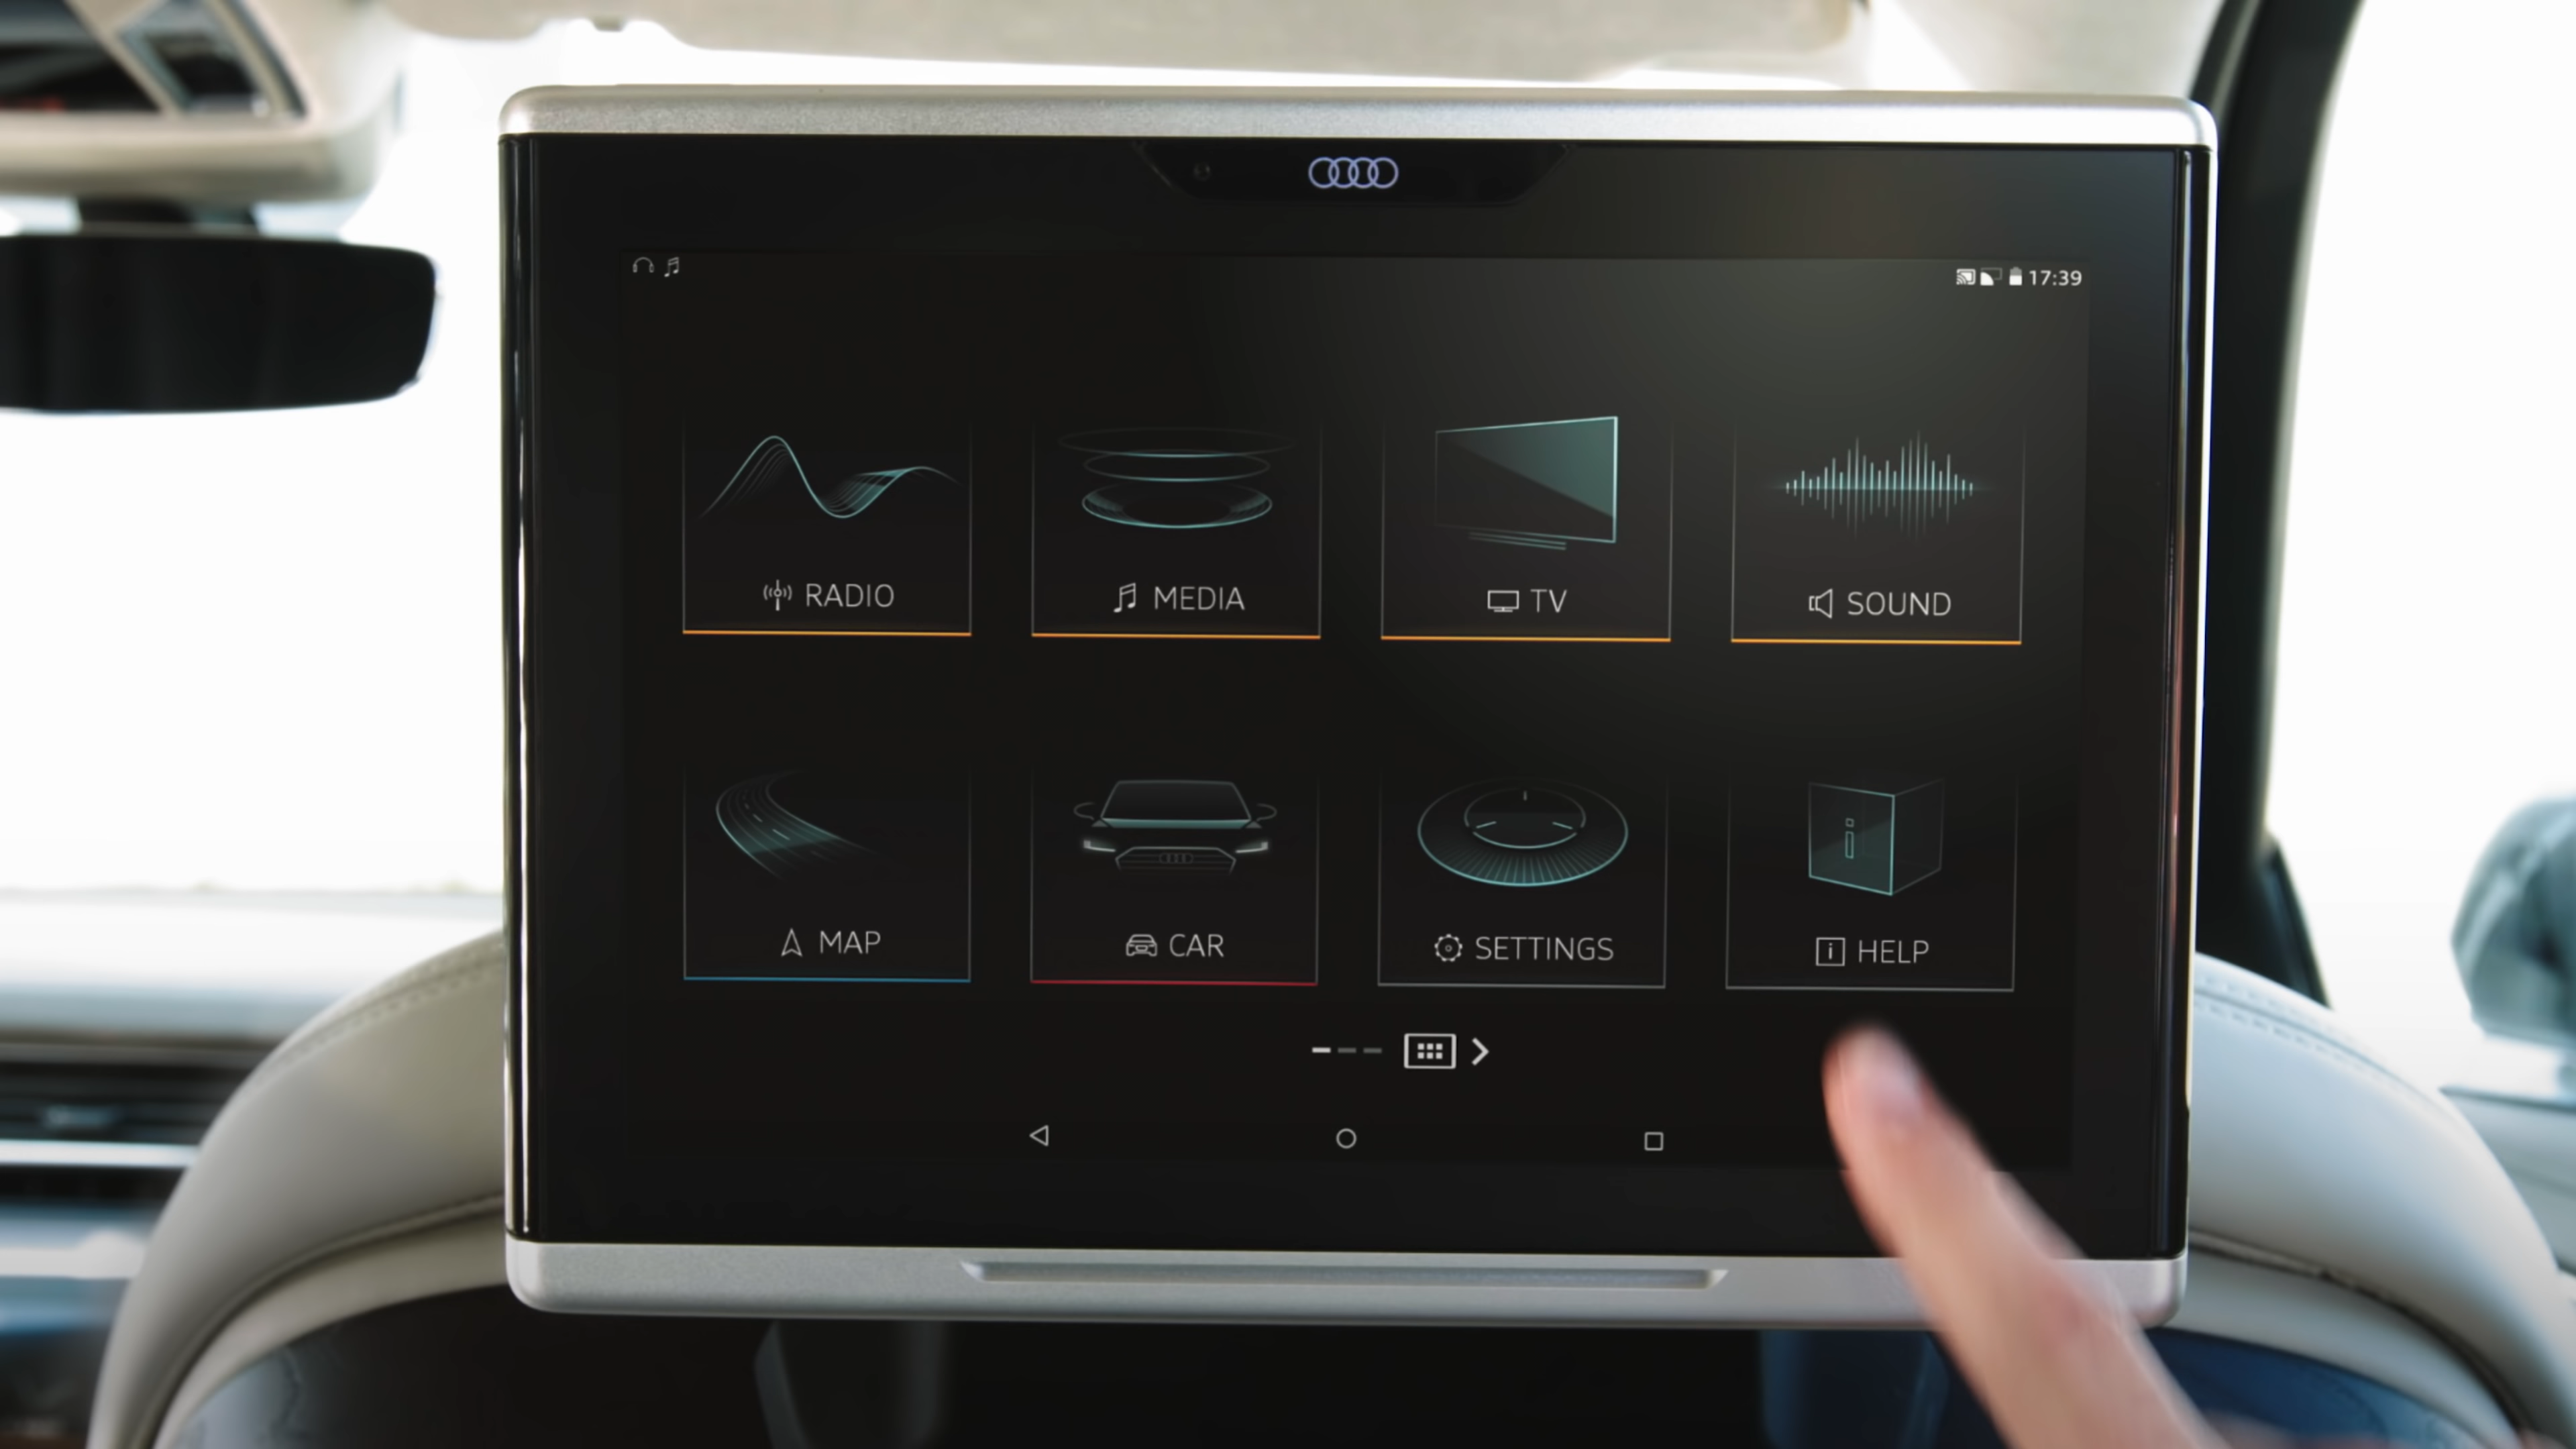 17:39
RADIO
MEDIA
TV
SOUND
MAP
CAR
SETTINGS
i
HELP